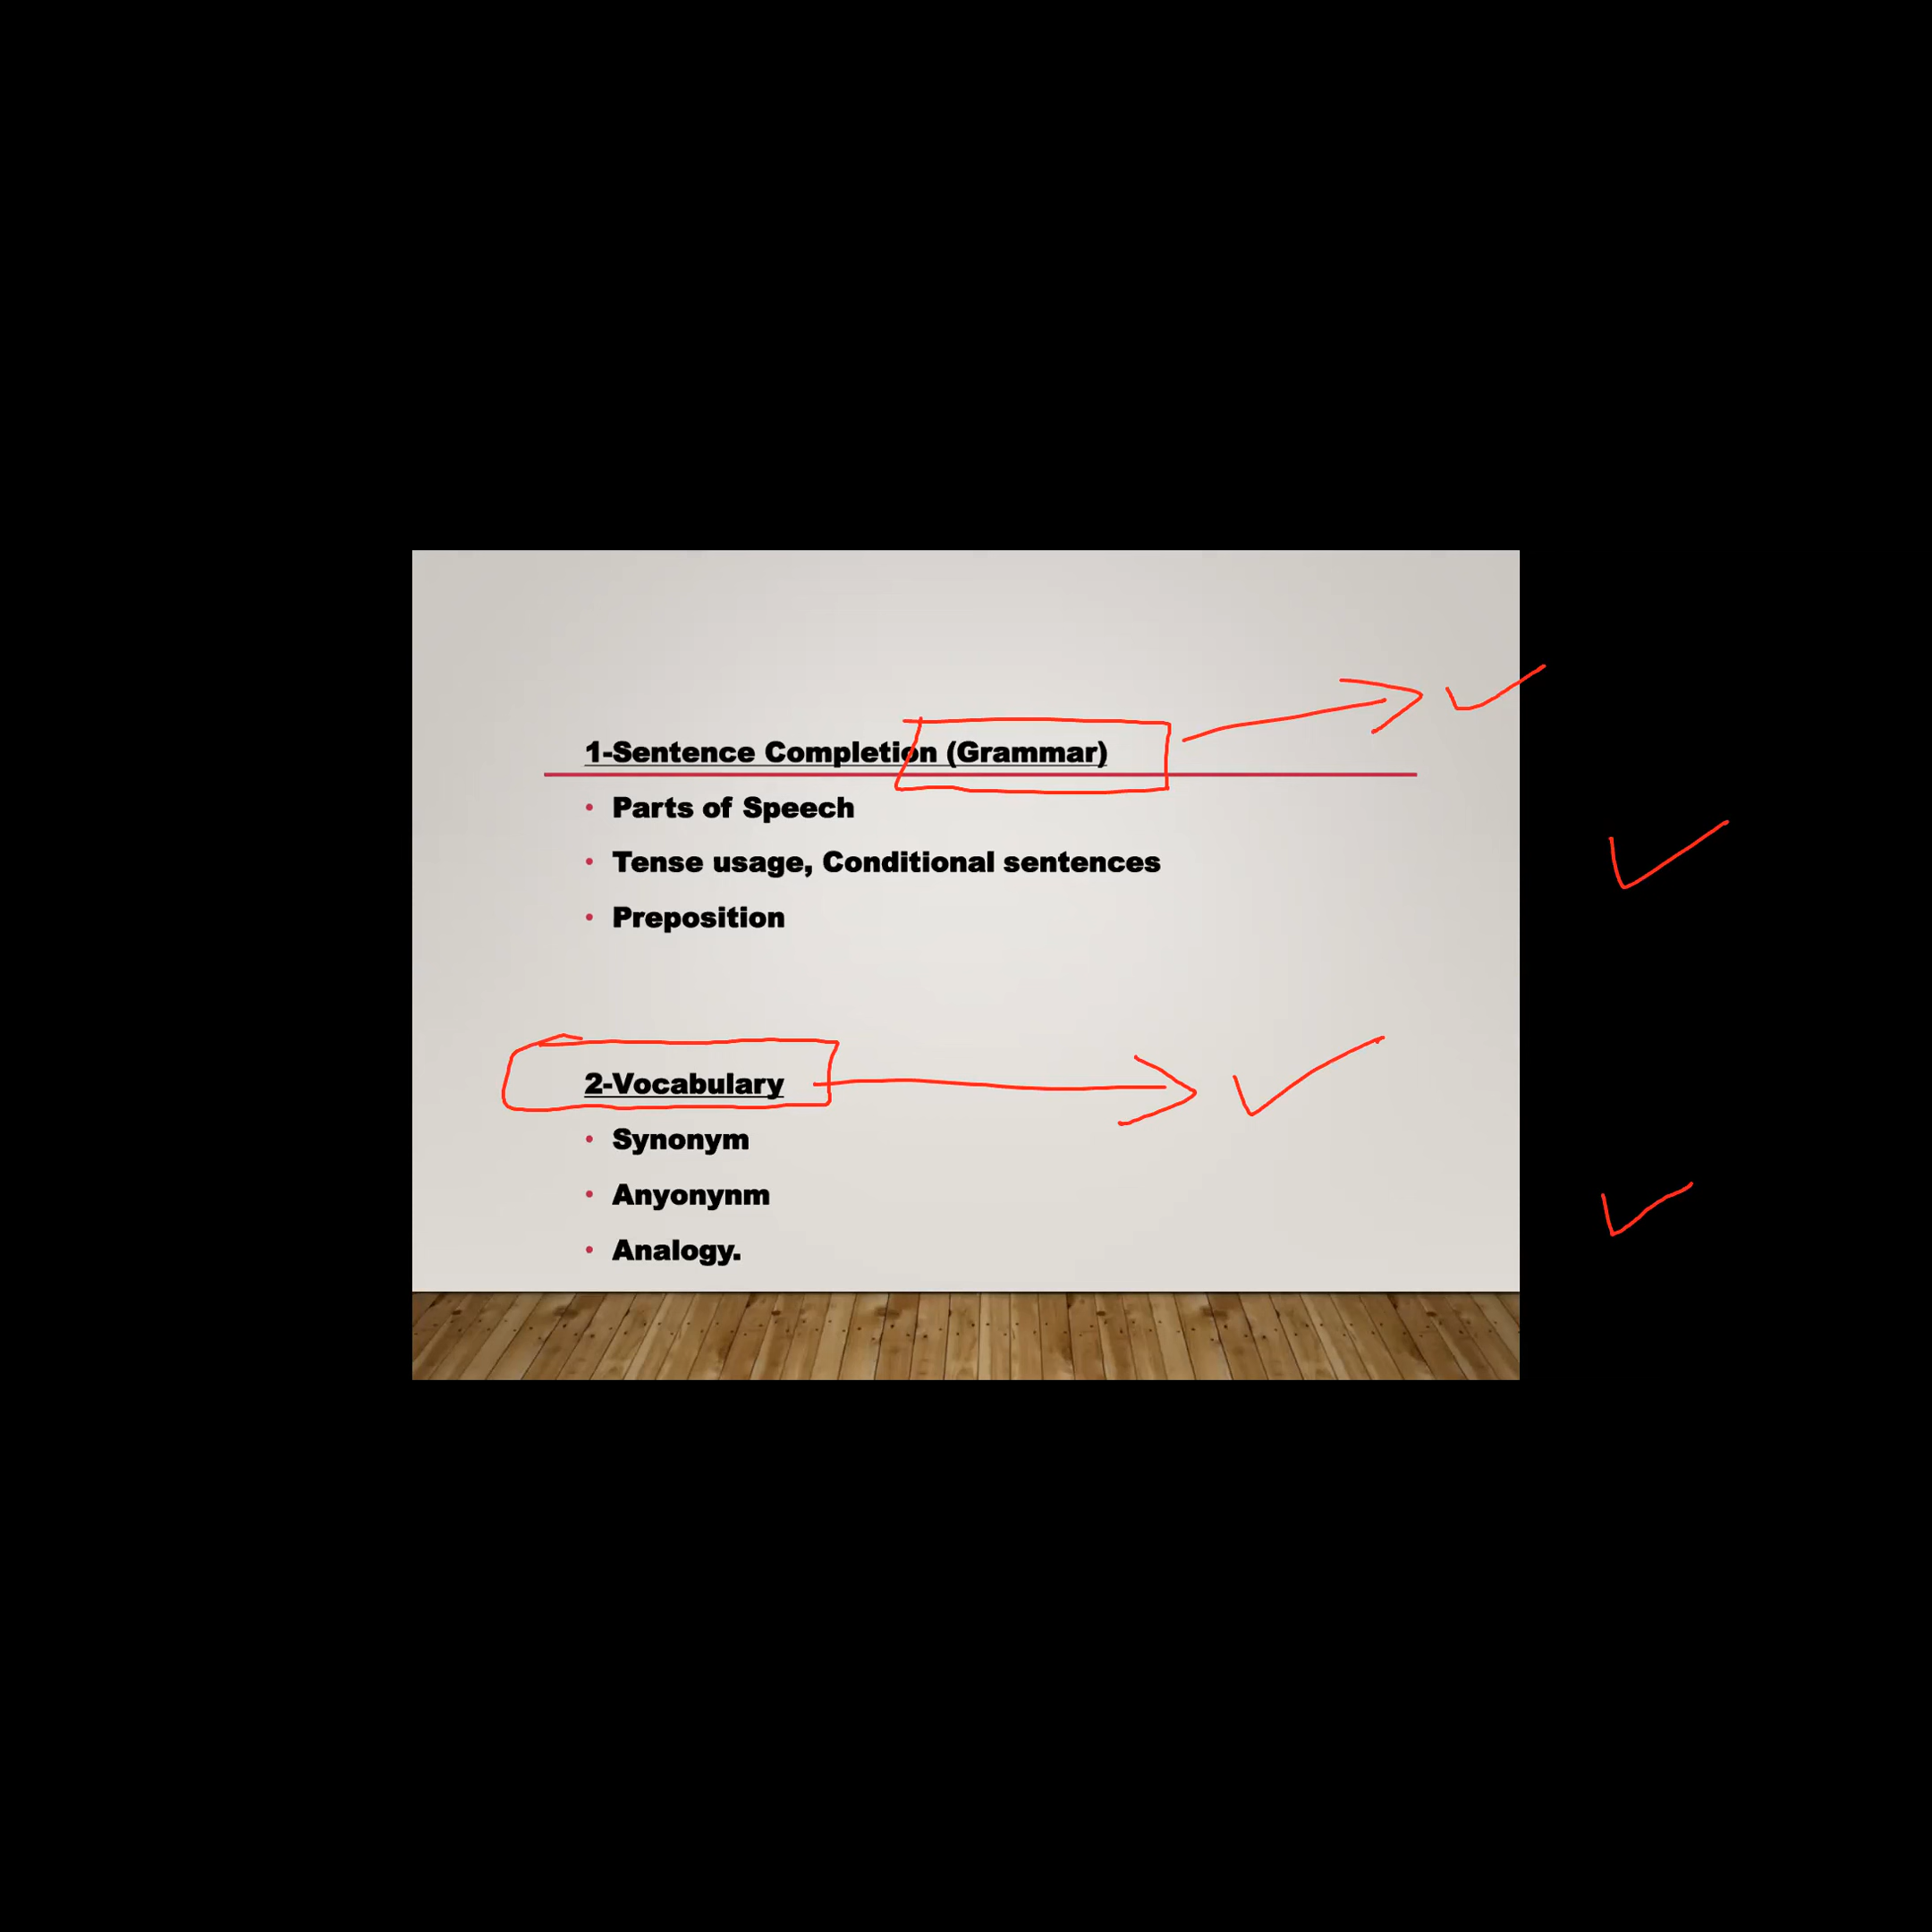 1-Sentence Completion (Grammar)
• Parts of Speech
• Tense usage, Conditional sentences
• Preposition
2-Vocabulary
• Synonym
• Anyonynm
• Analogy.